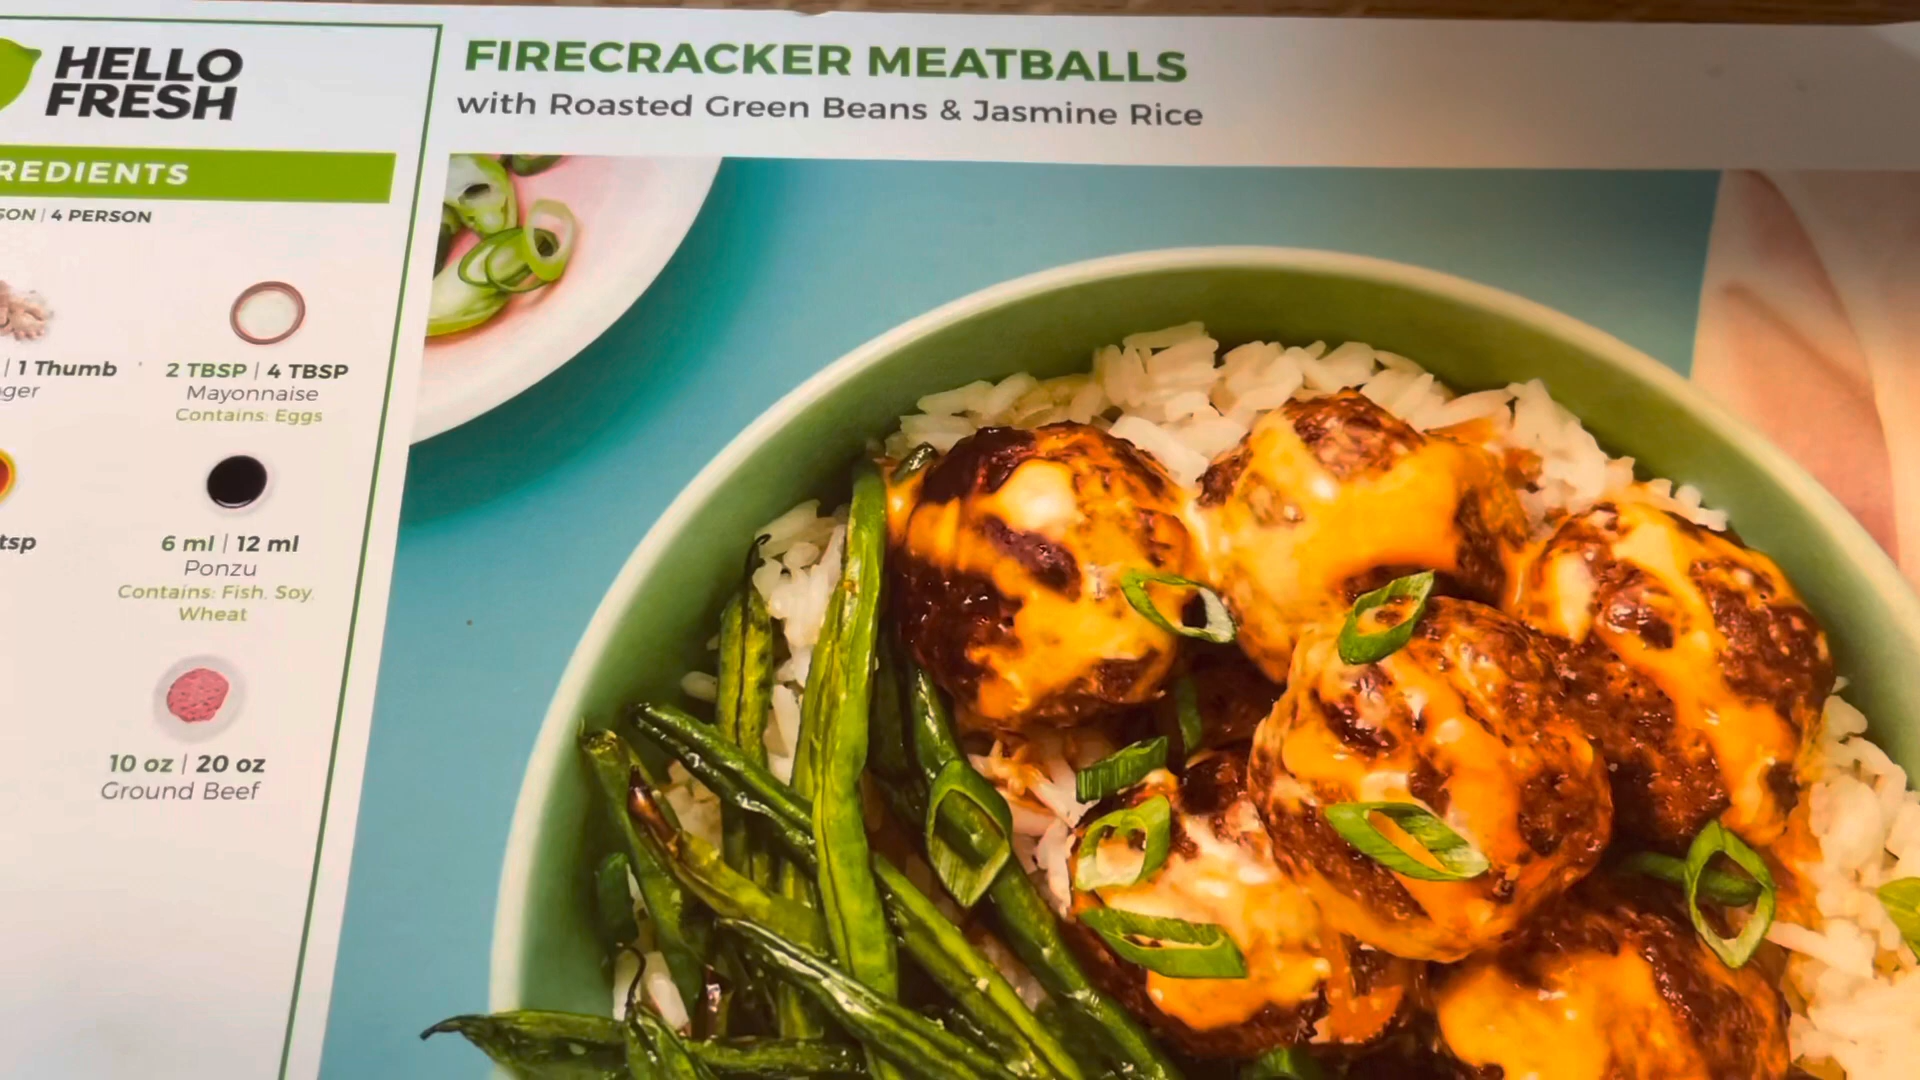 HELLO
FRESH
FIRECRACKER MEATBALLS
with Roasted Green Beans & Jasmine Rice
REDIENTS
SON | 4 PERSON
| 1 Thumb
ger
2 TBSP | 4 TBSP
Mayonnaise
Contains: Eggs
tsp
6 ml | 12 ml
Ponzu
Contains: Fish, Soy,
Wheat
10 oz | 20 oz
Ground Beef